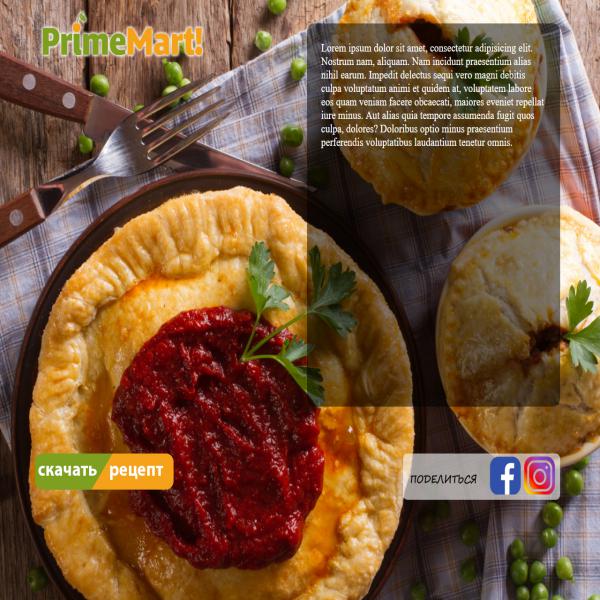 PrimeMart!
Lorem ipsum dolor sit amet, consectetur adipisicing elit.
Nostrum nam, aliquam. Nam incidunt praesentium alias
nihil earum. Impedit delectus sequi vero magni debitis
culpa voluptatum animi et quidem at, voluptatem labore
eos quam veniam facere obcaecati, maiores eveniet repellat
iure minus. Aut alias quia tempore assumenda fugit quos
culpa, dolores? Doloribus optio minus praesentium
perferendis voluptatibus laudantium tenetur omnis.
скачать рецепт
ПОДЕЛИТЬСЯ